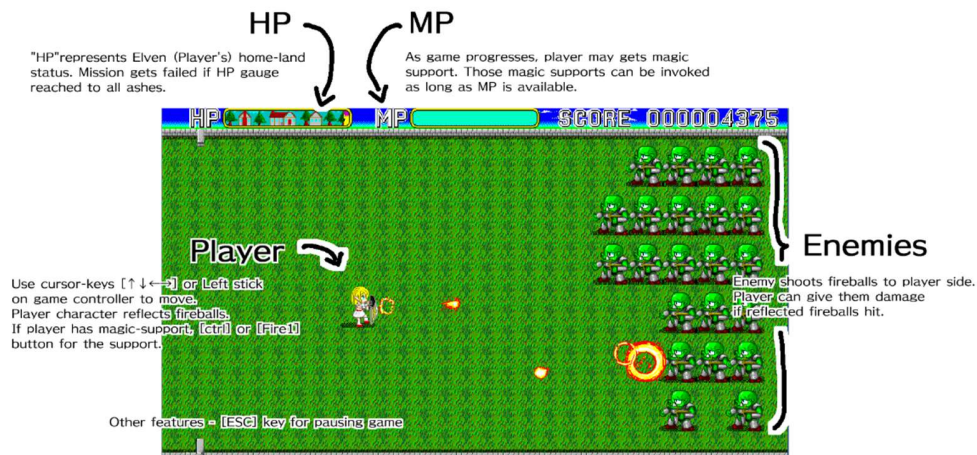 HP
MP
"HP"represents Elven (Player's) home-land
status. Mission gets failed if HP gauge
reached to all ashes.
As game progresses, player may gets magic
support. Those magic supports can be invoked
as long as MP is available.
HP
MP
SCORE 000004375
Player
Enemies
Use cursor-keys [↑↓←→] or Left stick
on game controller to move.
Player character reflects fireballs.
If player has magic-support, [ctrl] or [Fire1]
button for the support.
Enemy shoots fireballs to player side.
Player can give them damage
if reflected fireballs hit.
Other features - [ESC] key for pausing game